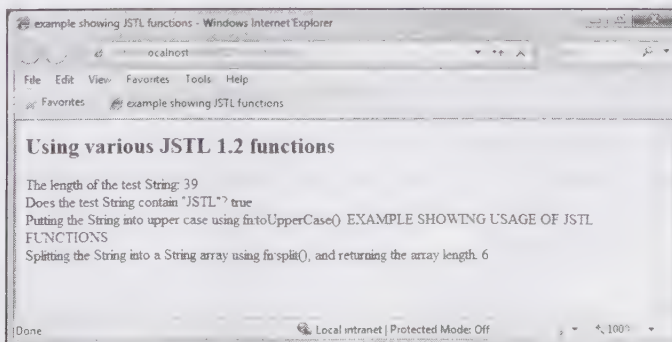 example showing JSTL functions - Windows Internet Explorer
ocalhost
File Edit View Favorites Tools Help
Favorites example showing JSTL functions
Using various JSTL 1.2 functions
The length of the test String: 39
Does the test String contain "JSTL"? true
Putting the String into upper case using fn:toUpperCase() EXAMPLE SHOWING USAGE OF JSTL
FUNCTIONS
Splitting the String into a String array using fn:split(), and returning the array length. 6
Done Local intranet | Protected Mode: Off 100%